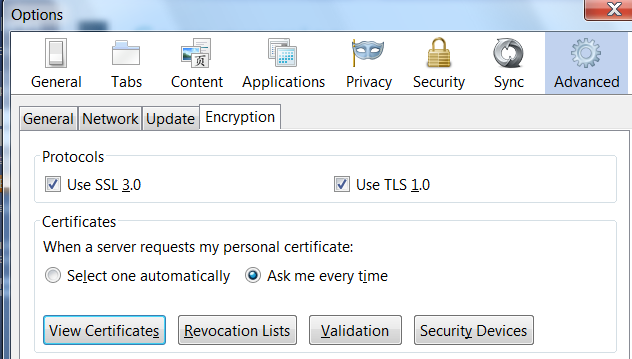 Options
General Tabs Content Applications Privacy Security Sync Advanced
General Network Update Encryption
Protocols
Use SSL 3.0 Use TLS 1.0
Certificates
When a server requests my personal certificate:
Select one automatically Ask me every time
View Certificates Revocation Lists Validation Security Devices